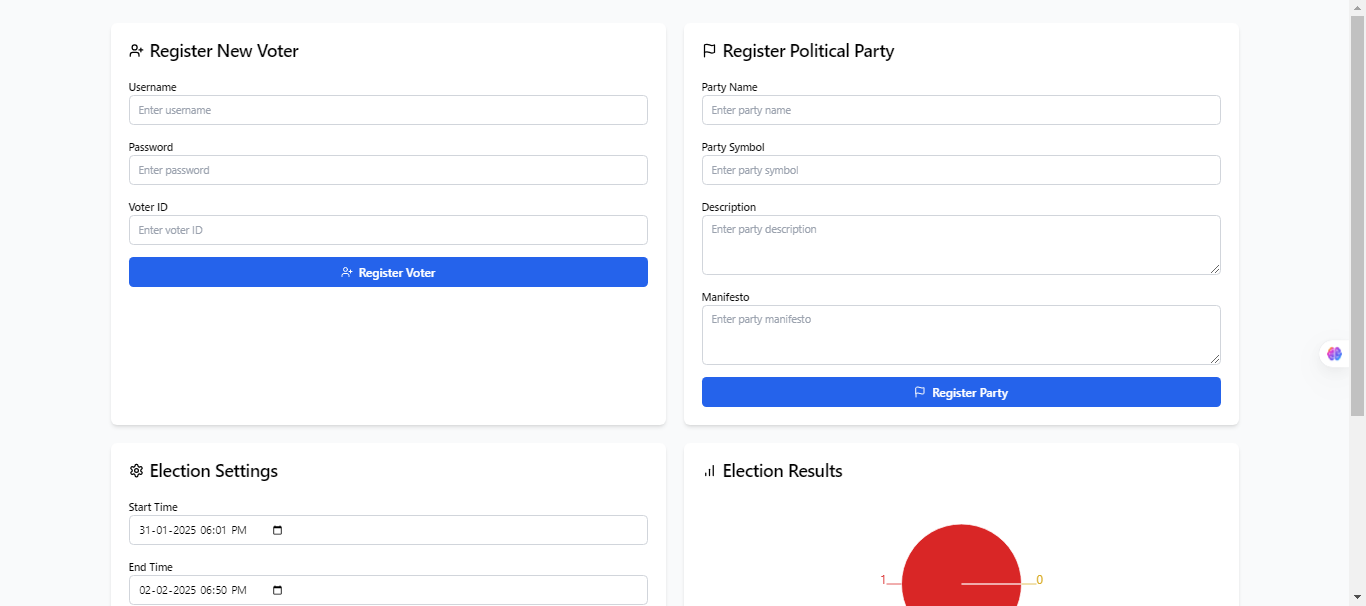 Register New Voter
Username
Enter username
Password
Enter password
Voter ID
Enter voter ID
Register Voter
Register Political Party
Party Name
Enter party name
Party Symbol
Enter party symbol
Description
Enter party description
Manifesto
Enter party manifesto
Register Party
Election Settings
Start Time
31-01-2025 06:01 PM
End Time
02-02-2025 06:50 PM
Election Results
1
0